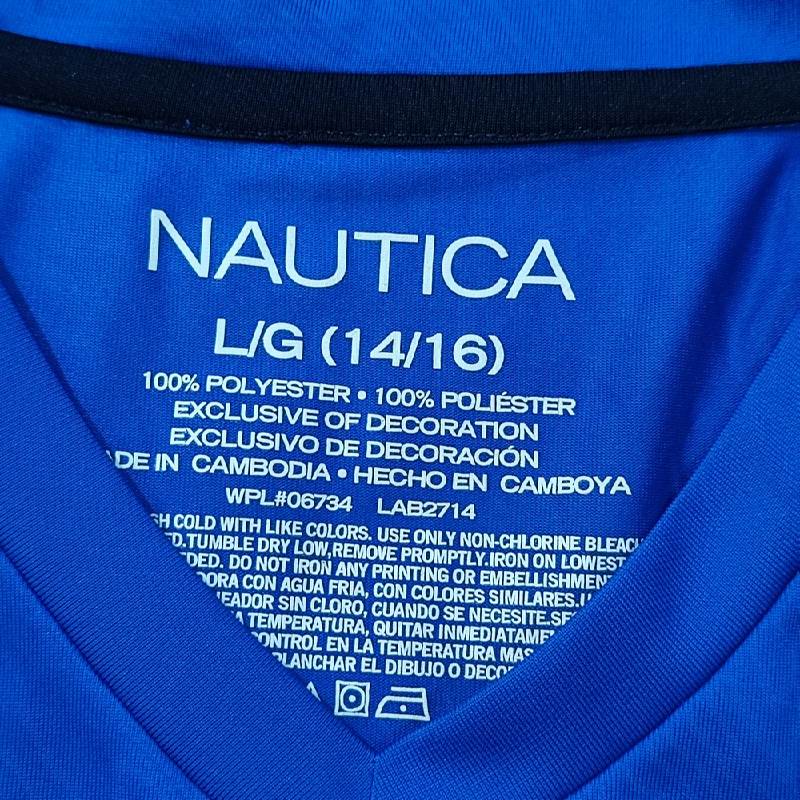 NAUTICA
L/G (14/16)
100% POLYESTER • 100% POLIÉSTER
EXCLUSIVE OF DECORATION
EXCLUSIVO DE DECORACIÓN
DE IN CAMBODIA • HECHO EN CAMBOYA
WPL#06734 LAB2714
SH COLD WITH LIKE COLORS. USE ONLY NON-CHLORINE BLEACH
ED.TUMBLE DRY LOW,REMOVE PROMPTLY.IRON ON LOWEST
EDED. DO NOT IRON ANY PRINTING OR EMBELLISHMENT
DORA CON AGUA FRIA, CON COLORES SIMILARES.U
UEADOR SIN CLORO, CUANDO SE NECESITE.SE
A TEMPERATURA, QUITAR INMEDIATAME
CONTROL EN LA TEMPERATURA MAS
PLANCHAR EL DIBUJO O DECO